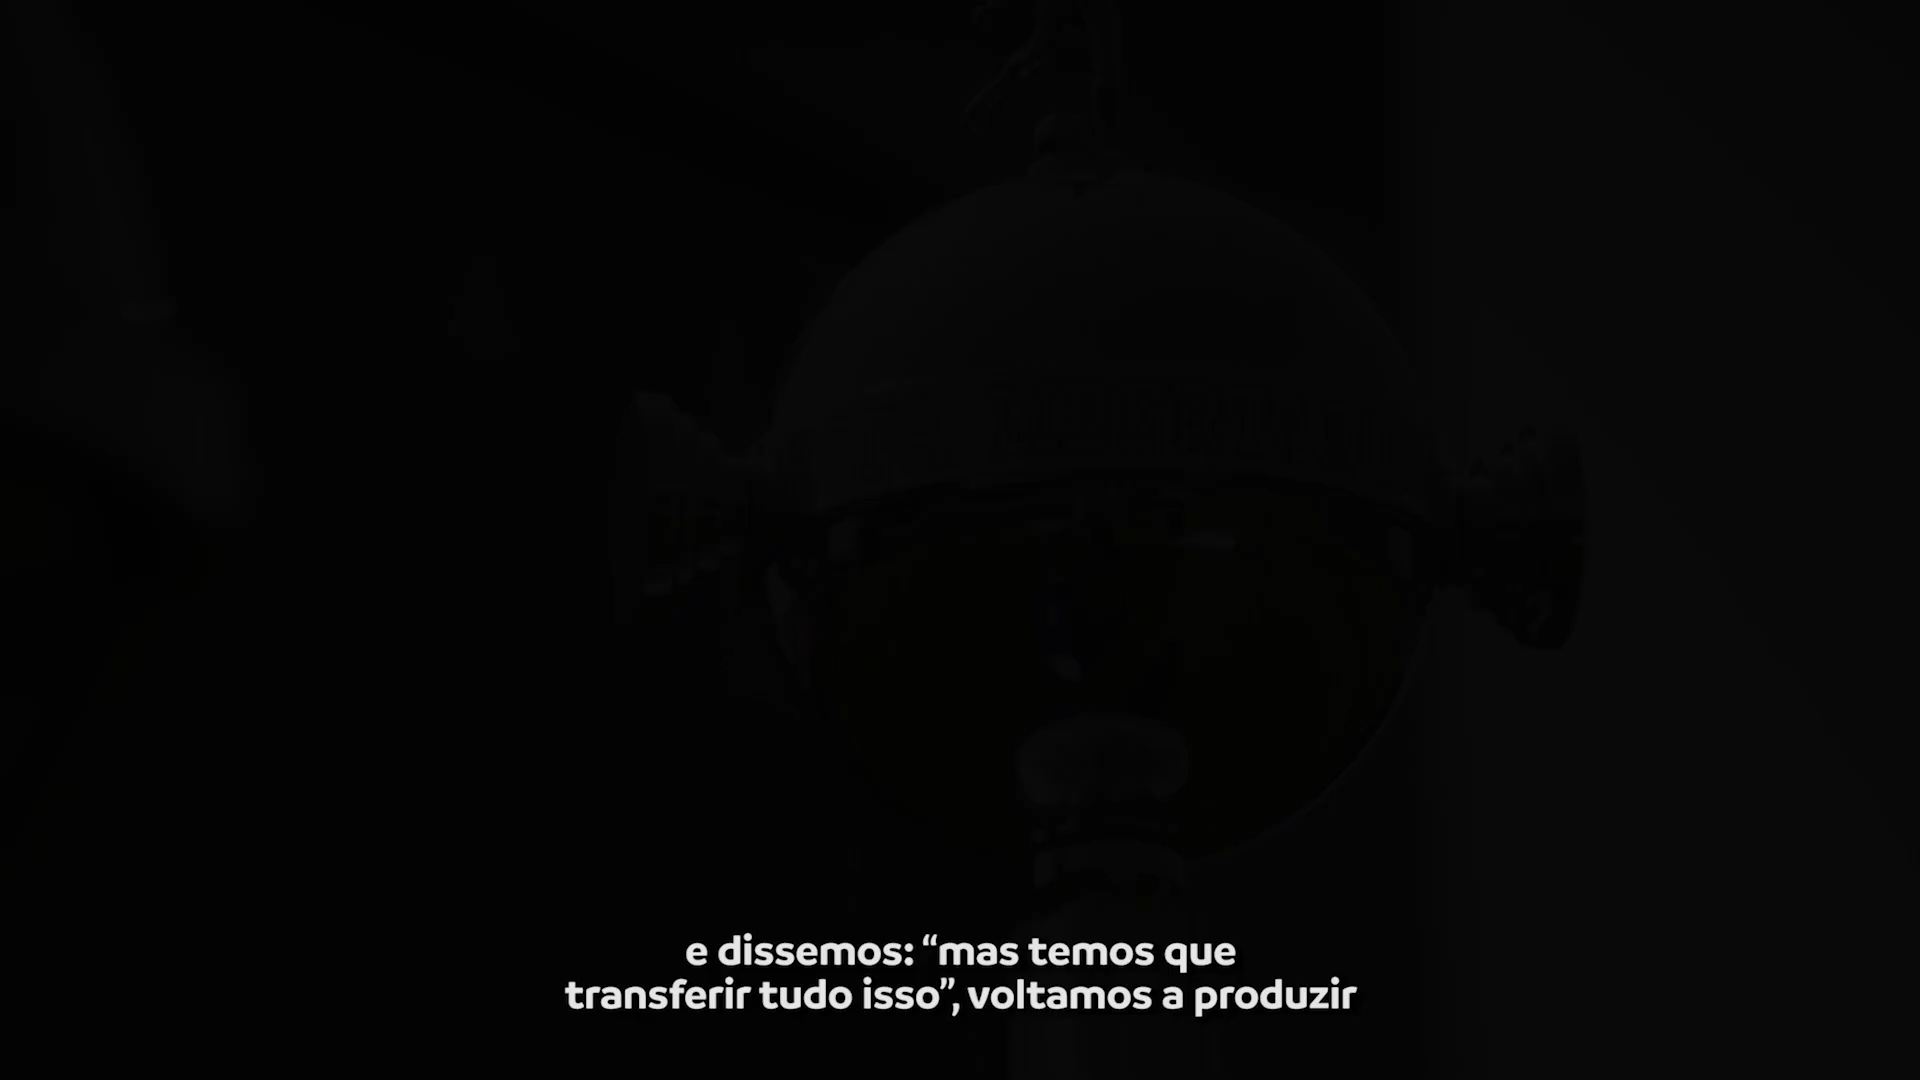 e dissemos: “mas temos que
transferir tudo isso”, voltamos a produzir